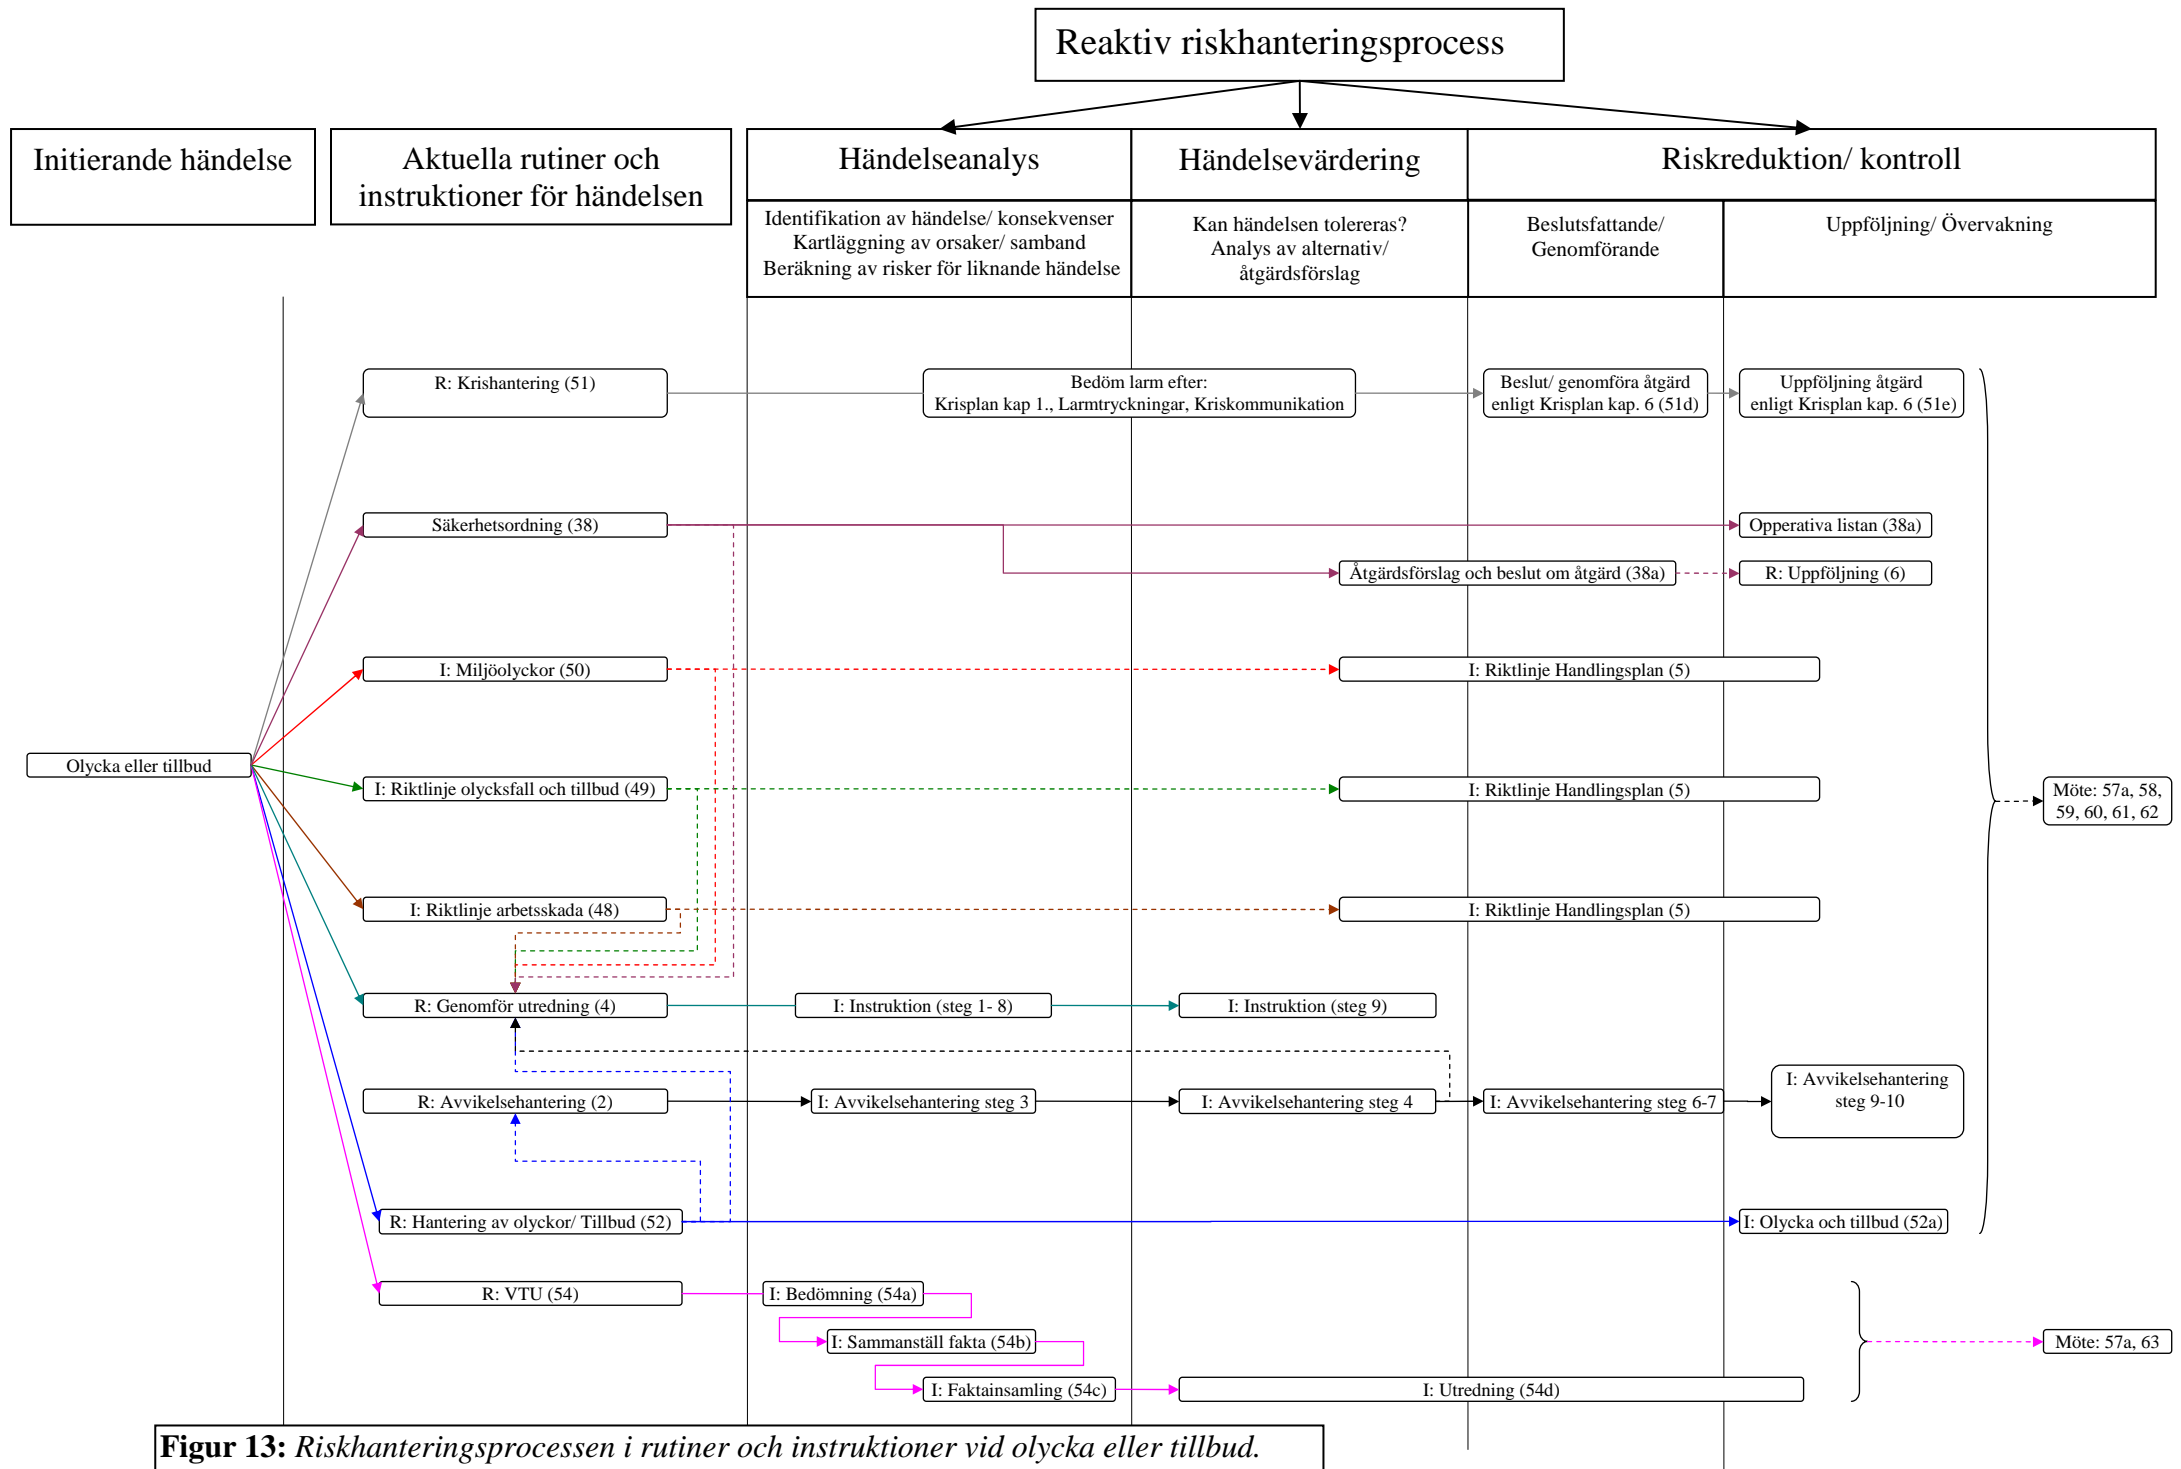 Reaktiv riskhanteringsprocess
Initierande händelse
Aktuella rutiner och
instruktioner för händelsen
Händelseanalys
Händelsevärdering
Riskreduktion/ kontroll
Identifikation av händelse/ konsekvenser
Kartläggning av orsaker/ samband
Beräkning av risker för liknande händelse
Kan händelsen tolereras?
Analys av alternativ/
åtgärdsförslag
Beslutsfattande/
Genomförande
Uppföljning/ Övervakning
R: Krishantering (51)
Bedöm larm efter:
Krisplan kap 1., Larmtryckningar, Kriskommunikation
Beslut/ genomföra åtgärd
enligt Krisplan kap. 6 (51d)
Uppföljning åtgärd
enligt Krisplan kap. 6 (51e)
Säkerhetsordning (38)
Opperativa listan (38a)
Åtgärdsförslag och beslut om åtgärd (38a)
R: Uppföljning (6)
I: Miljöolyckor (50)
I: Riktlinje Handlingsplan (5)
Olycka eller tillbud
I: Riktlinje olycksfall och tillbud (49)
I: Riktlinje Handlingsplan (5)
Möte: 57a, 58,
59, 60, 61, 62
I: Riktlinje arbetsskada (48)
I: Riktlinje Handlingsplan (5)
R: Genomför utredning (4)
I: Instruktion (steg 1- 8)
I: Instruktion (steg 9)
R: Avvikelsehantering (2)
I: Avvikelsehantering steg 3
I: Avvikelsehantering steg 4
I: Avvikelsehantering steg 6-7
I: Avvikelsehantering
steg 9-10
R: Hantering av olyckor/ Tillbud (52)
I: Olycka och tillbud (52a)
R: VTU (54)
I: Bedömning (54a)
I: Sammanställ fakta (54b)
Möte: 57a, 63
I: Faktainsamling (54c)
I: Utredning (54d)
Figur 13: Riskhanteringsprocessen i rutiner och instruktioner vid olycka eller tillbud.